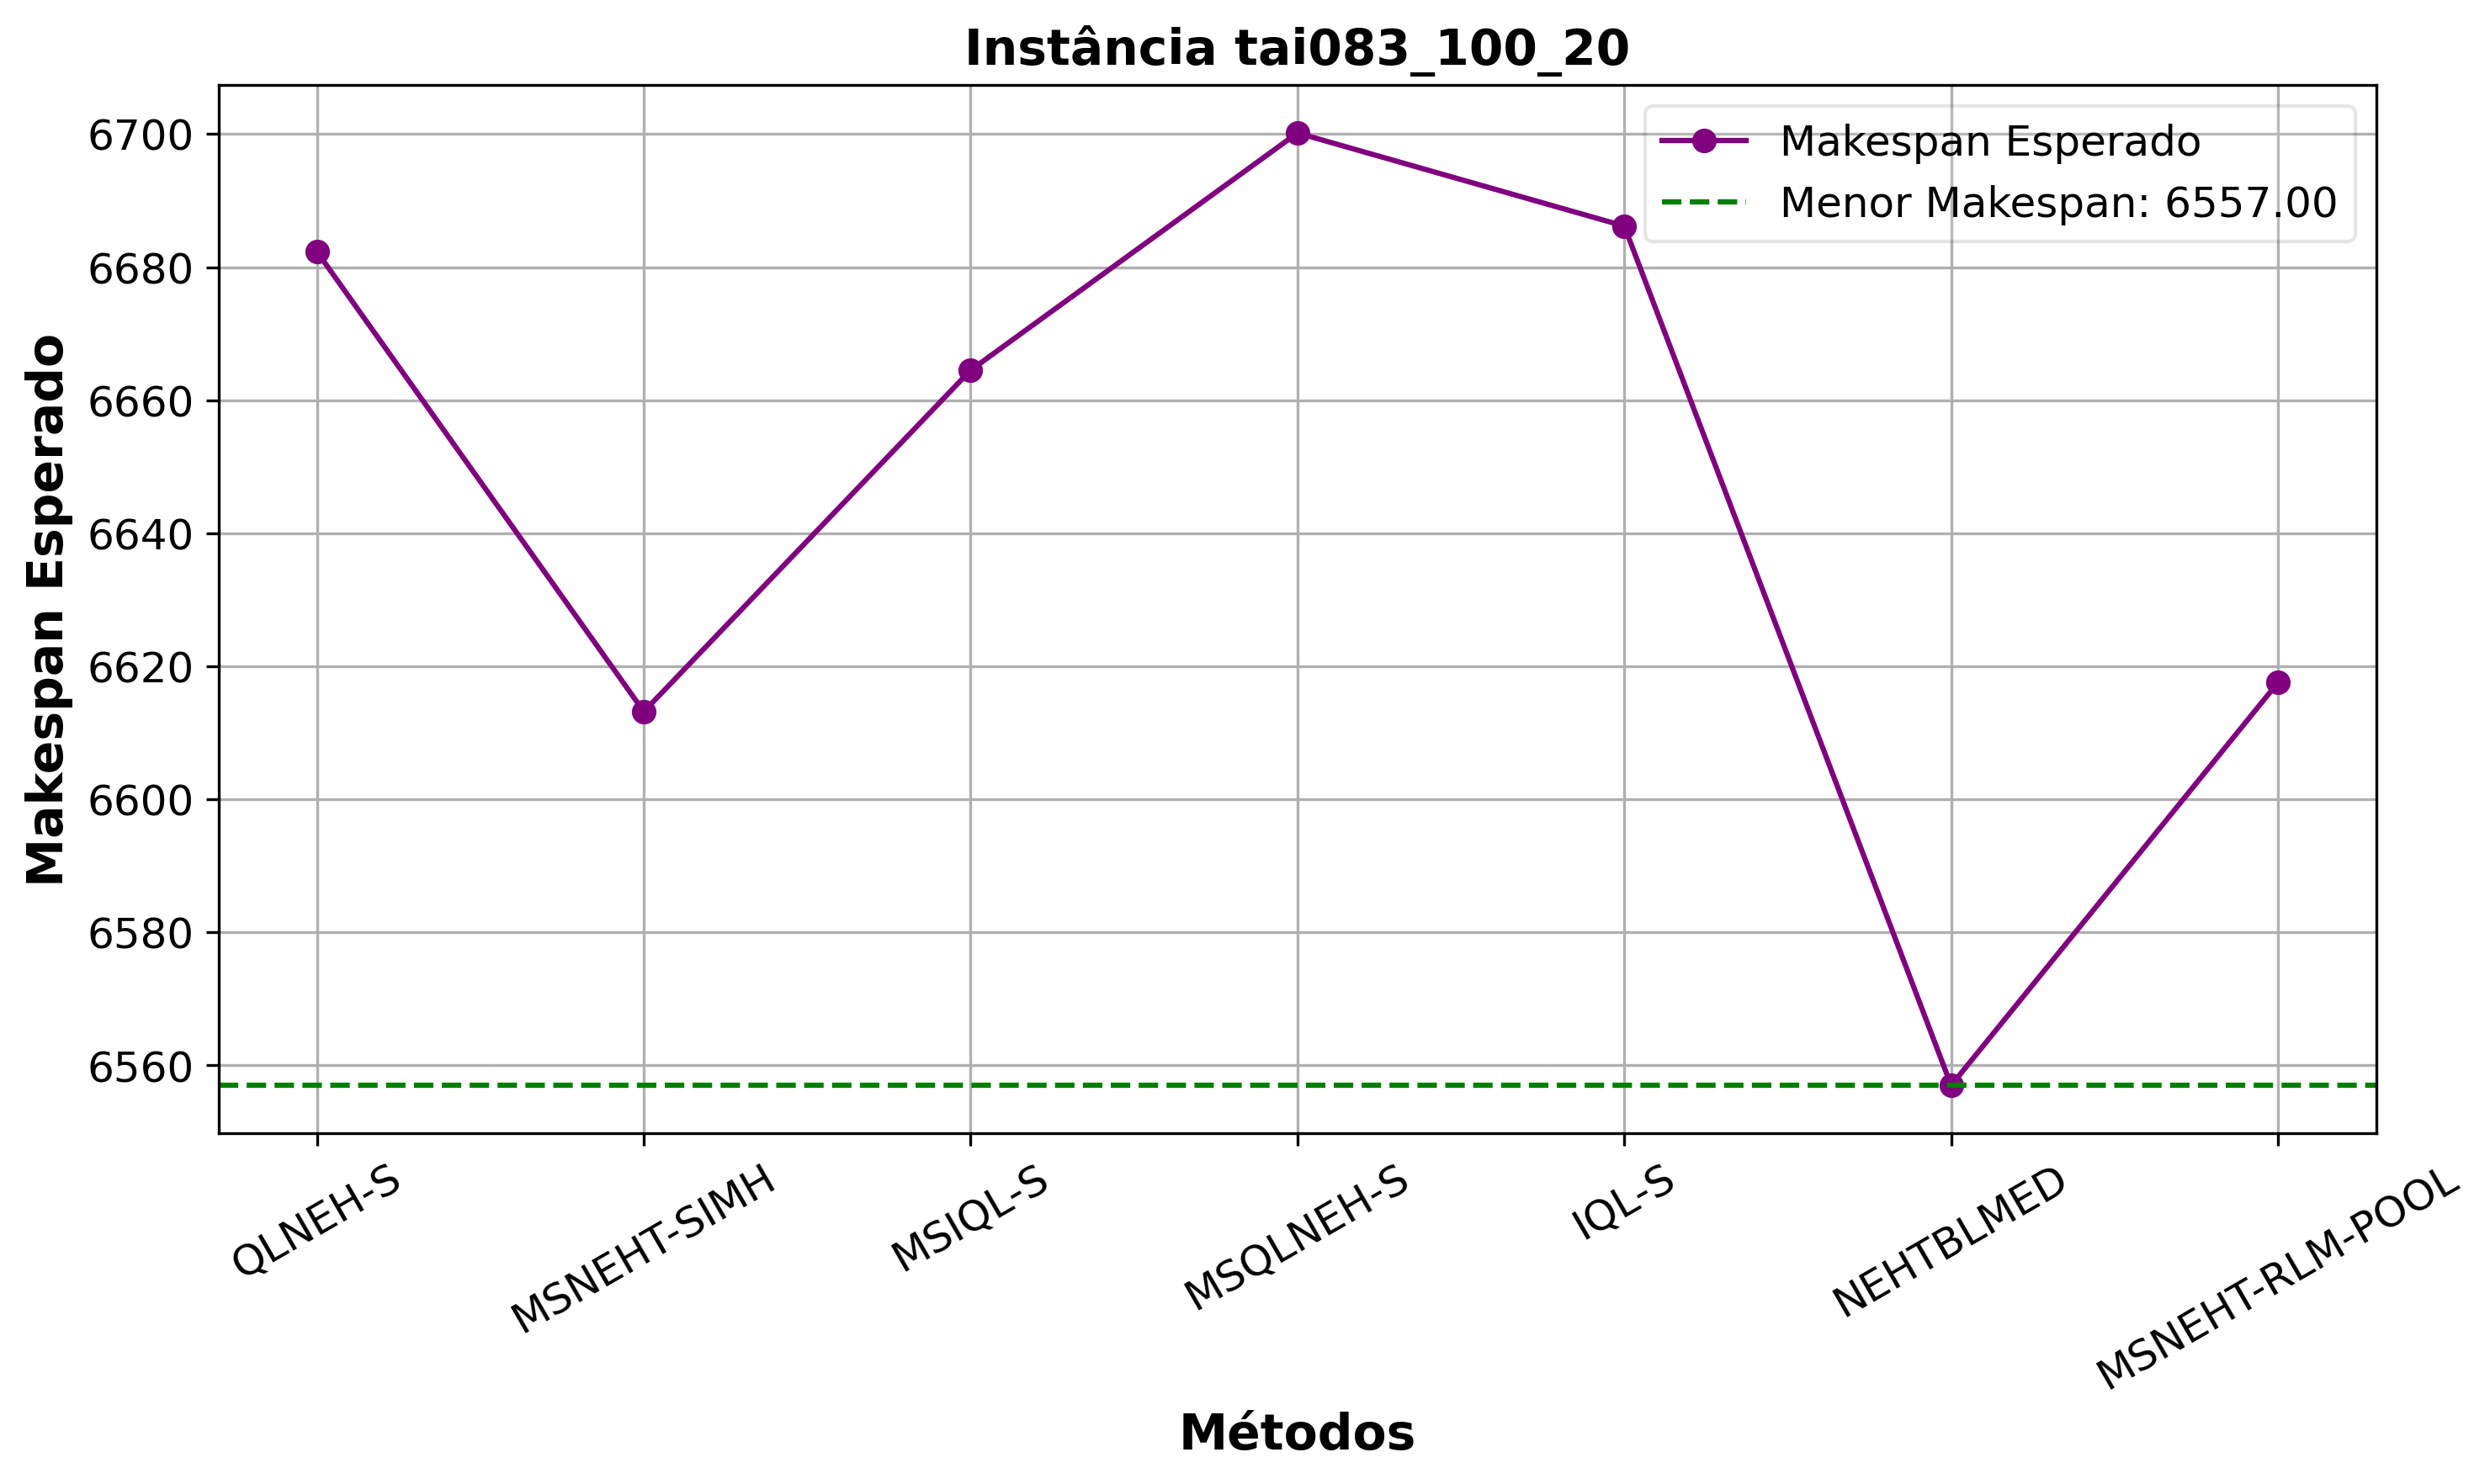 Instância tai083_100_20
Makespan Esperado
Menor Makespan: 6557.00
Makespan Esperado
6700
6680
6660
6640
6620
6600
6580
6560
QLNEH-S
MSNEHT-SIMH
MSIQL-S
MSQLNEH-S
IQL-S
NEHTBLMED
MSNEHT-RLM-POOL
Métodos